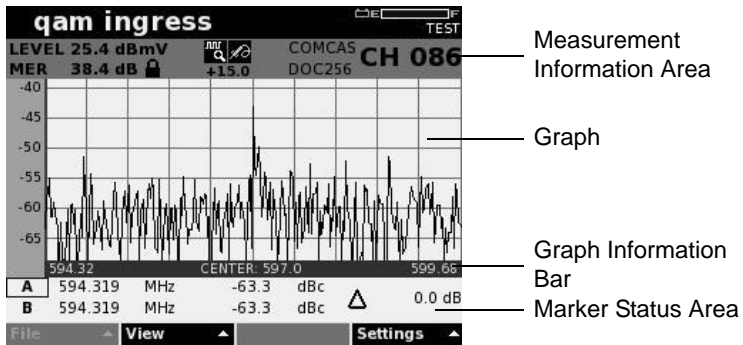 qam ingress
E F
TEST
LEVEL 25.4 dBmV
MER 38.4 dB
+15.0
COMCAS
DOC256
CH 086
-40
-45
-50
-55
-60
-65
594.32 CENTER: 597.0 599.68
A 594.319 MHz -63.3 dBc
B 594.319 MHz -63.3 dBc
Δ 0.0 dB
File View Settings
Measurement
Information Area
Graph
Graph Information
Bar
Marker Status Area